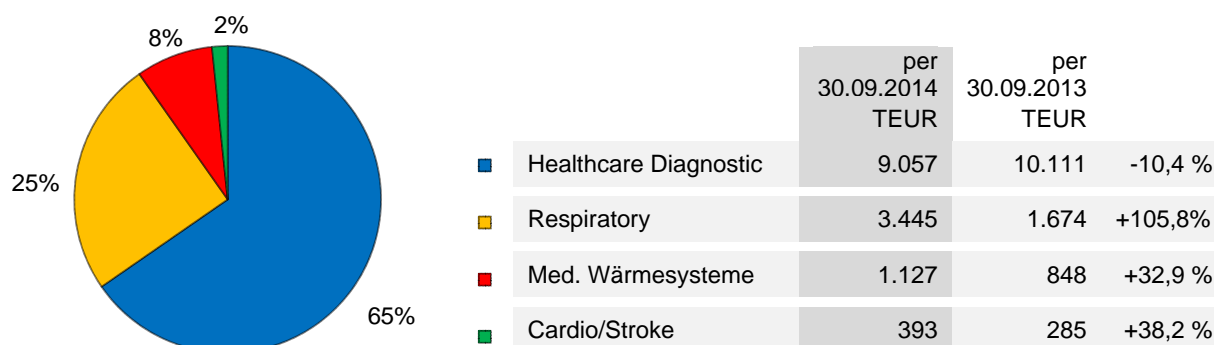 2%
8%
25%
65%
per per
30.09.2014 30.09.2013
TEUR TEUR
Healthcare Diagnostic 9.057 10.111 -10,4 %
Respiratory 3.445 1.674 +105,8%
Med. Wärmesysteme 1.127 848 +32,9 %
Cardio/Stroke 393 285 +38,2 %